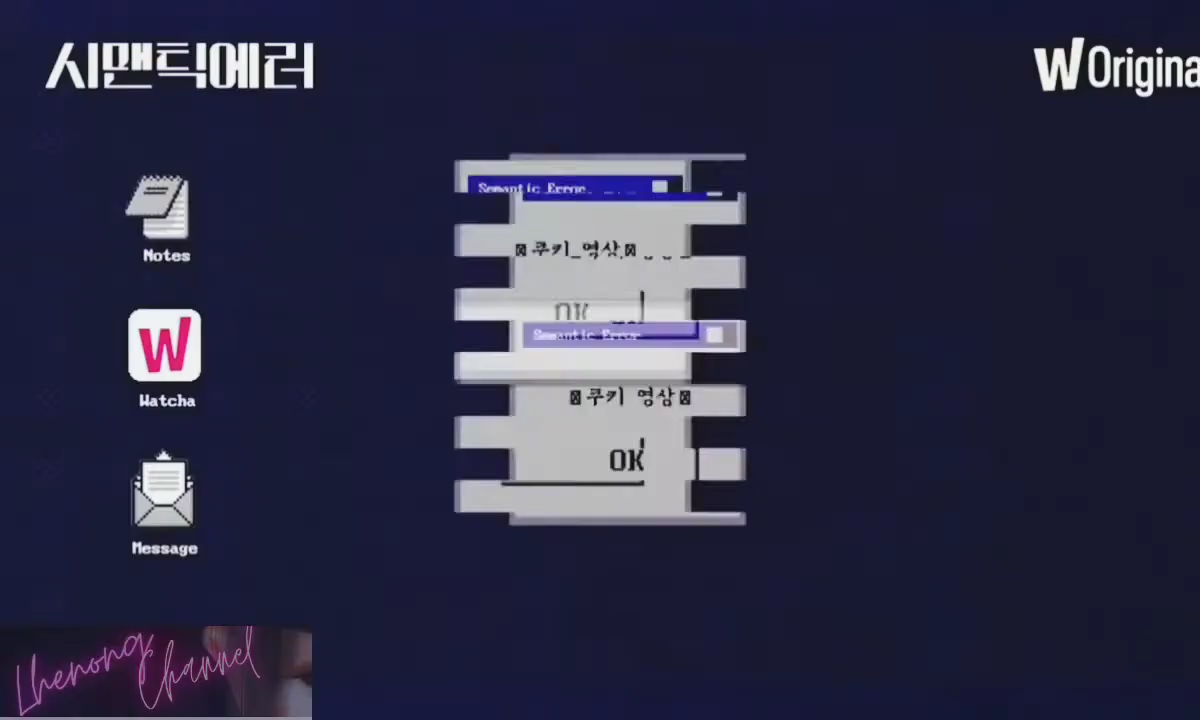 시맨틱에러
W Origina
Semantic Error
쿠키 영상
OK
Semantic Error
쿠키 영상
OK
Notes
W
Watcha
Message
Lhenong Channel